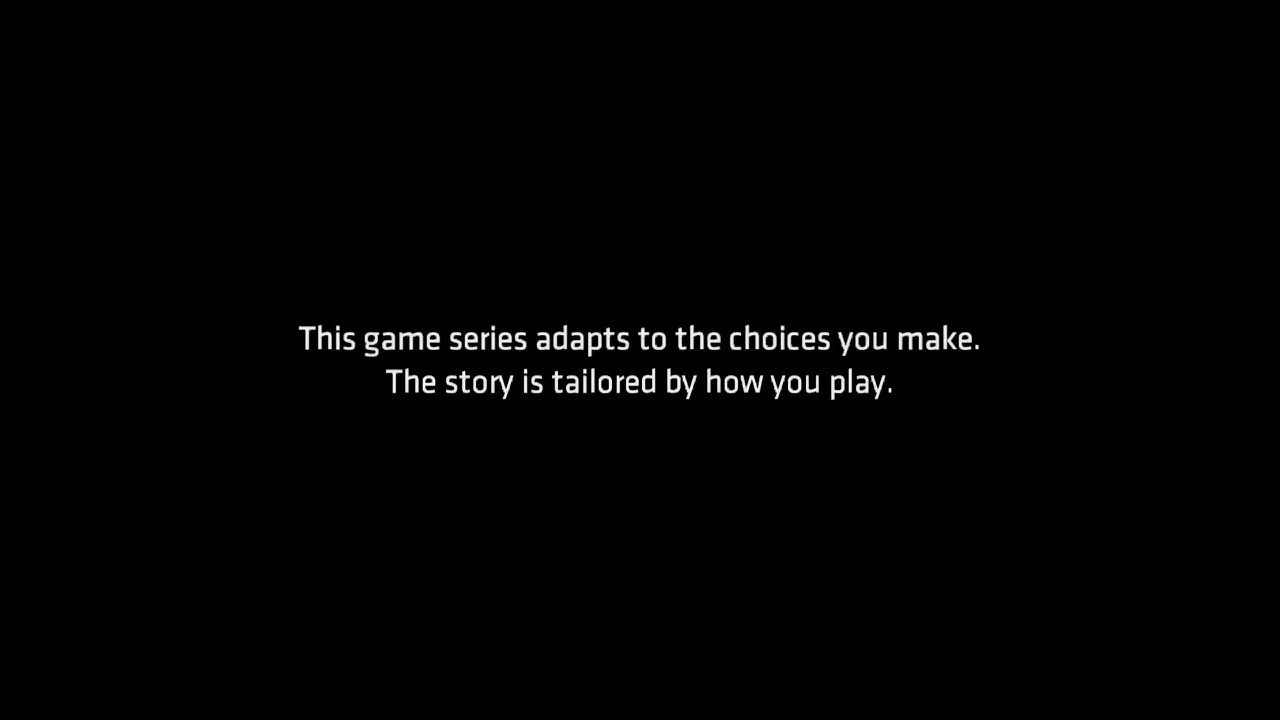 This game series adapts to the choices you make.
The story is tailored by how you play.